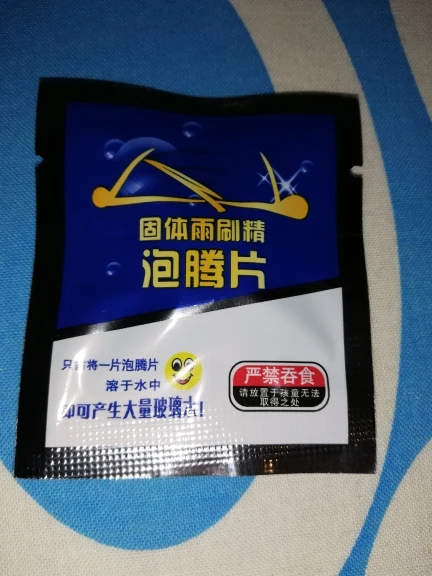 固体雨刷精
泡腾片
只需将一片泡腾片
溶于水中
即可产生大量玻璃水!
严禁吞食
请放置于孩童无法
取得之处